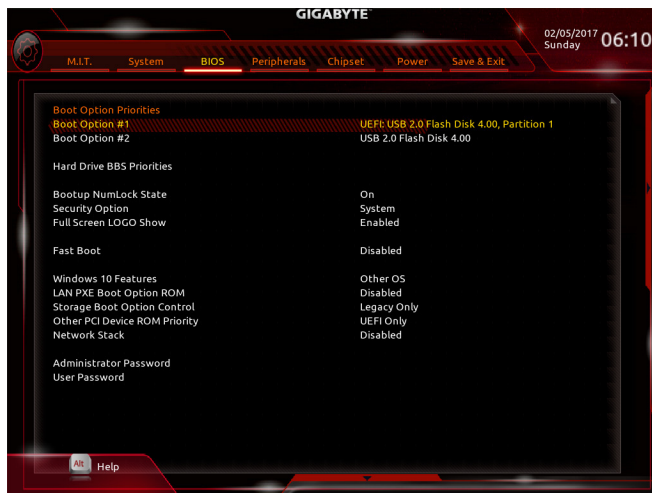 GIGABYTE™
02/05/2017 06:10
Sunday
M.I.T. System BIOS Peripherals Chipset Power Save & Exit
Boot Option Priorities
Boot Option #1 UEFI: USB 2.0 Flash Disk 4.00, Partition 1
Boot Option #2 USB 2.0 Flash Disk 4.00
Hard Drive BBS Priorities
Bootup NumLock State On
Security Option System
Full Screen LOGO Show Enabled
Fast Boot Disabled
Windows 10 Features Other OS
LAN PXE Boot Option ROM Disabled
Storage Boot Option Control Legacy Only
Other PCI Device ROM Priority UEFI Only
Network Stack Disabled
Administrator Password
User Password
Alt Help